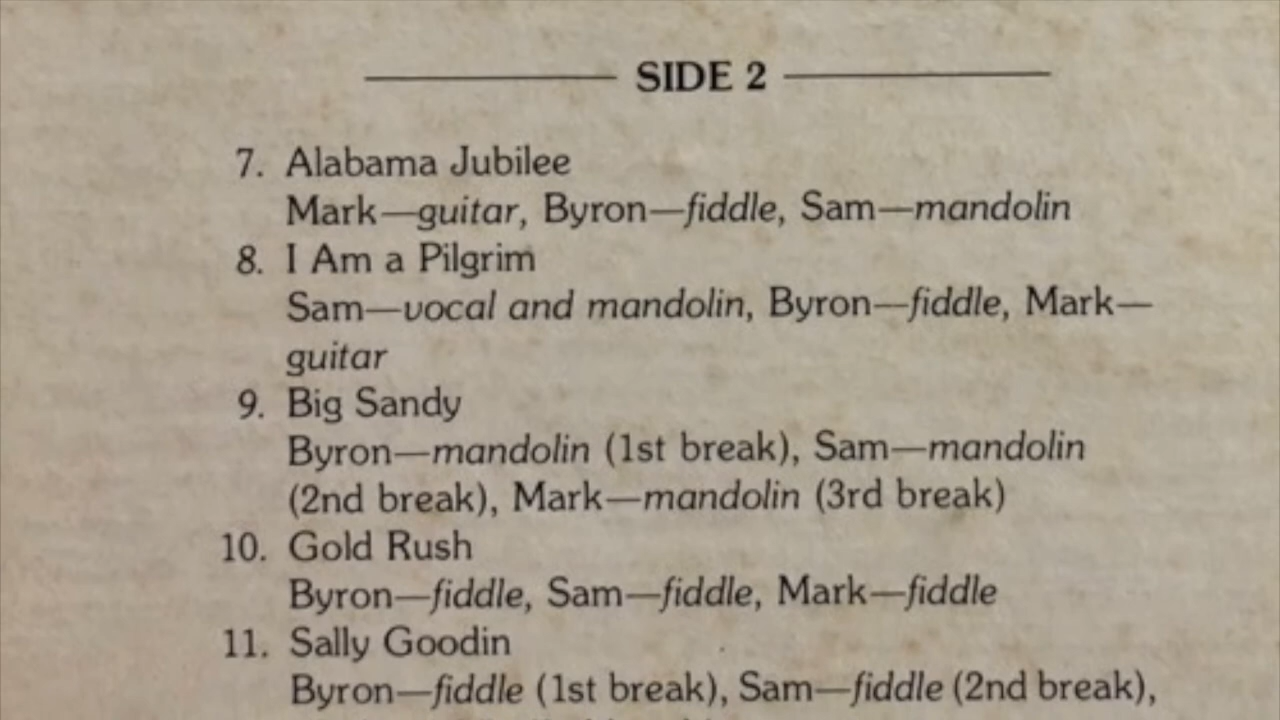 SIDE 2
7. Alabama Jubilee
Mark—guitar, Byron—fiddle, Sam—mandolin
8. I Am a Pilgrim
Sam—vocal and mandolin, Byron—fiddle, Mark—
guitar
9. Big Sandy
Byron—mandolin (1st break), Sam—mandolin
(2nd break), Mark—mandolin (3rd break)
10. Gold Rush
Byron—fiddle, Sam—fiddle, Mark—fiddle
11. Sally Goodin
Byron—fiddle (1st break), Sam—fiddle (2nd break),